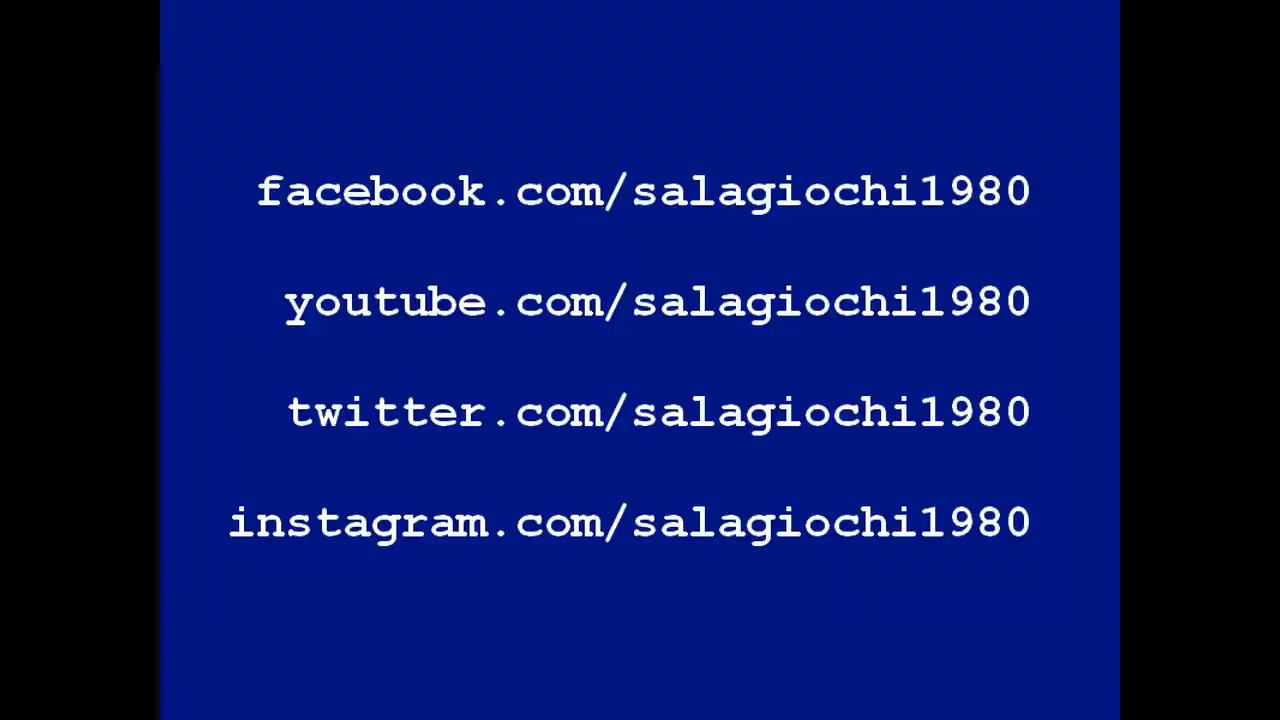 facebook.com/salagiochi1980
youtube.com/salagiochi1980
twitter.com/salagiochi1980
instagram.com/salagiochi1980